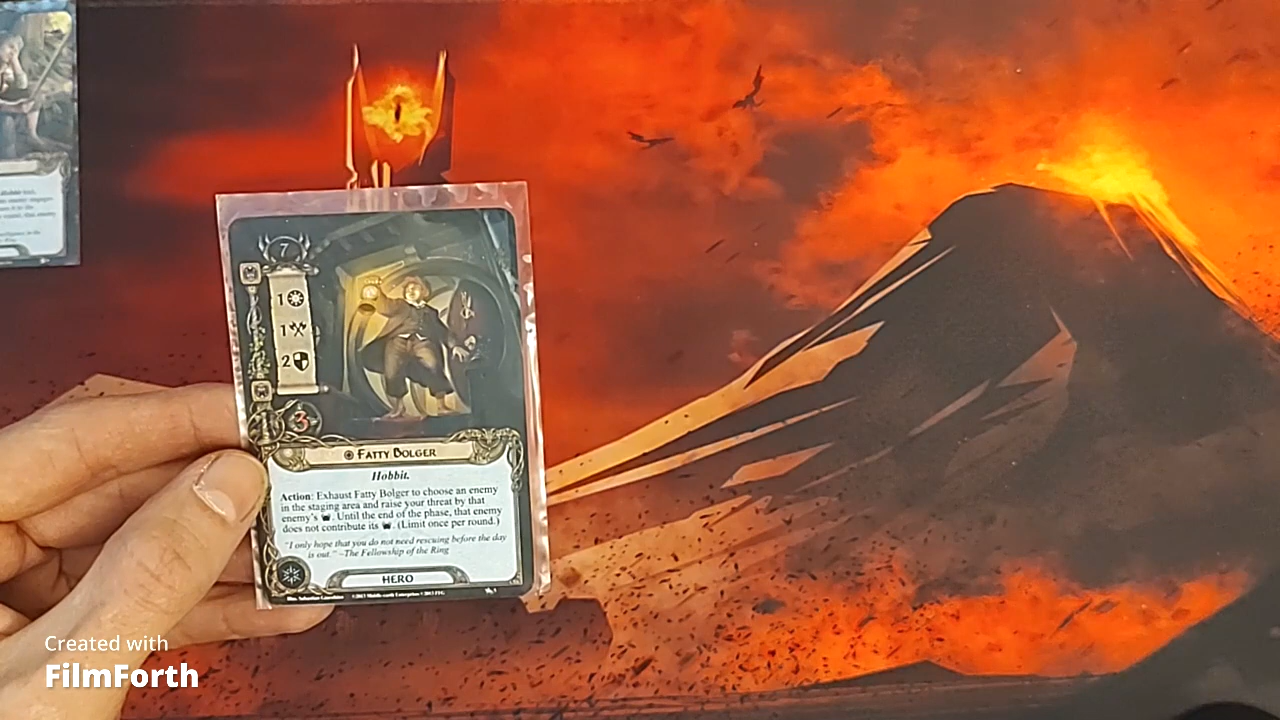 7
1
1
2
3
FATTY BOLGER
Hobbit.
Action: Exhaust Fatty Bolger to choose an enemy
in the staging area and raise your threat by that
enemy's . Until the end of the phase, that enemy
does not contribute its . (Limit once per round.)
"I only hope that you do not need rescuing before the day
is out." –The Fellowship of the Ring
HERO
Created with
FilmForth